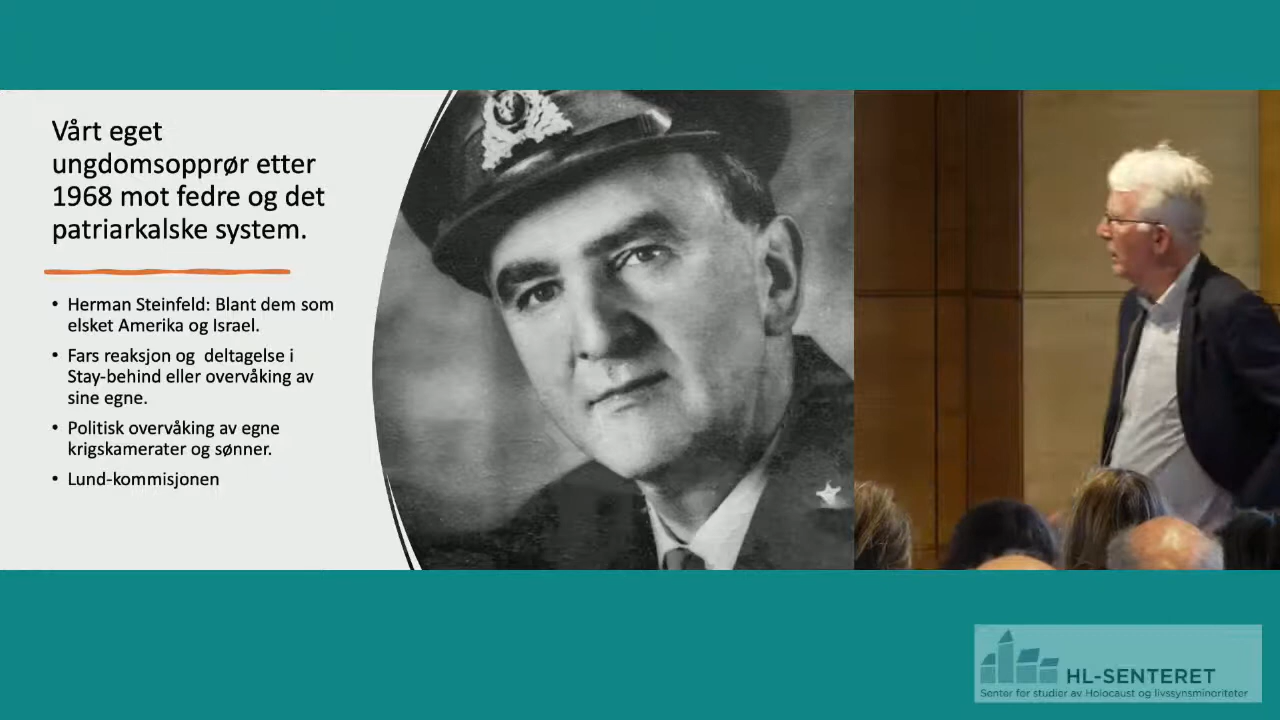 Vårt eget
ungdomsopprør etter
1968 mot fedre og det
patriarkalske system.
• Herman Steinfeld: Blant dem som
elsket Amerika og Israel.
• Fars reaksjon og deltagelse i
Stay-behind eller overvåking av
sine egne.
• Politisk overvåking av egne
krigskamerater og sønner.
• Lund-kommisjonen
HL-SENTERET
Senter for studier av Holocaust og livssynsminoriteter